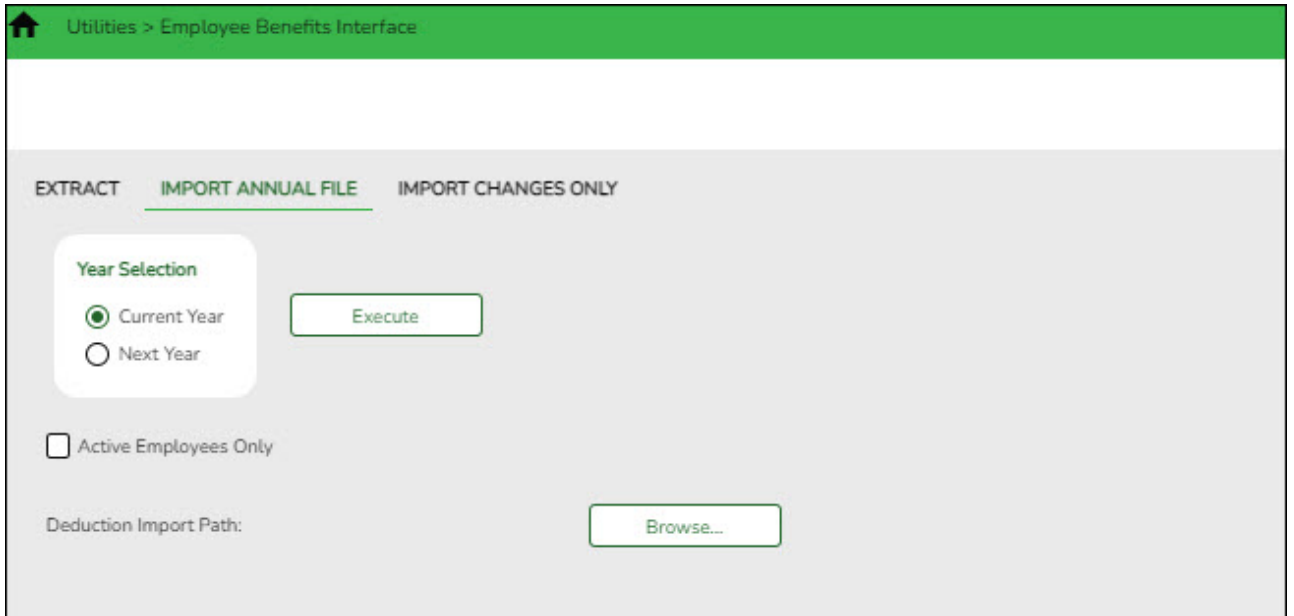 Utilities > Employee Benefits Interface
EXTRACT IMPORT ANNUAL FILE IMPORT CHANGES ONLY
Year Selection
Current Year
Execute
Next Year
Active Employees Only
Deduction Import Path:
Browse...